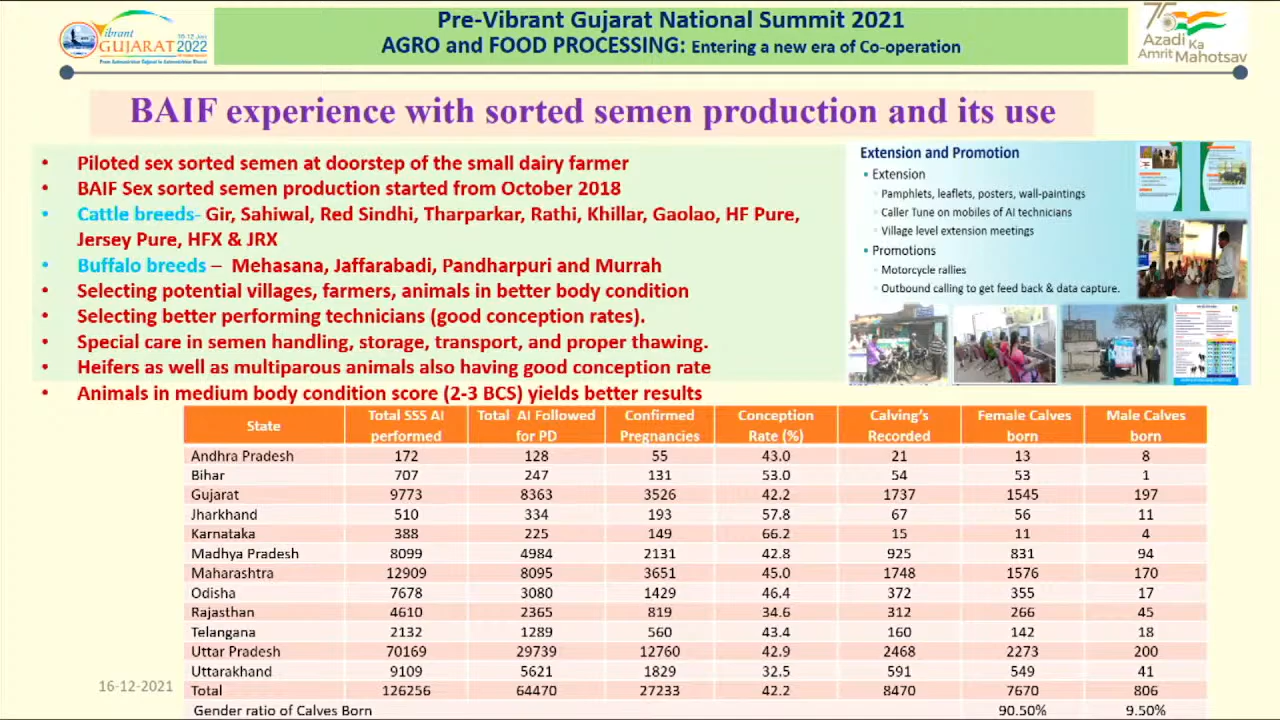 Vibrant
GUJARAT
10-12 Jan
2022
Pre-Vibrant Gujarat National Summit 2021
AGRO and FOOD PROCESSING: Entering a new era of Co-operation
75
Azadi Ka
Amrit Mahotsav
BAIF experience with sorted semen production and its use
• Piloted sex sorted semen at doorstep of the small dairy farmer
• BAIF Sex sorted semen production started from October 2018
• Cattle breeds- Gir, Sahiwal, Red Sindhi, Tharparkar, Rathi, Khillar, Gaolao, HF Pure,
Jersey Pure, HFX & JRX
• Buffalo breeds – Mehasana, Jaffarabadi, Pandharpuri and Murrah
• Selecting potential villages, farmers, animals in better body condition
• Selecting better performing technicians (good conception rates).
• Special care in semen handling, storage, transport, and proper thawing.
• Heifers as well as multiparous animals also having good conception rate
• Animals in medium body condition score (2-3 BCS) yields better results
Extension and Promotion
• Extension
Pamphlets, leaflets, posters, wall-paintings
Caller Tune on mobiles of AI technicians
Village level extension meetings
• Promotions
Motorcycle rallies
Outbound calling to get feed back & data capture.
State Total SSS AI performed Total AI Followed for PD Confirmed Pregnancies Conception Rate (%) Calving's Recorded Female Calves born Male Calves born
Andhra Pradesh 172 128 55 43.0 21 13 8
Bihar 707 247 131 53.0 54 53 1
Gujarat 9773 8363 3526 42.2 1737 1545 197
Jharkhand 510 334 193 57.8 67 56 11
Karnataka 388 225 149 66.2 15 11 4
Madhya Pradesh 8099 4984 2131 42.8 925 831 94
Maharashtra 12909 8095 3651 45.0 1748 1576 170
Odisha 7678 3080 1429 46.4 372 355 17
Rajasthan 4610 2365 819 34.6 312 266 45
Telangana 2132 1289 560 43.4 160 142 18
Uttar Pradesh 70169 29739 12760 42.9 2468 2273 200
Uttarakhand 9109 5621 1829 32.5 591 549 41
Total 126256 64470 27233 42.2 8470 7670 806
Gender ratio of Calves Born 90.50% 9.50%
16-12-2021